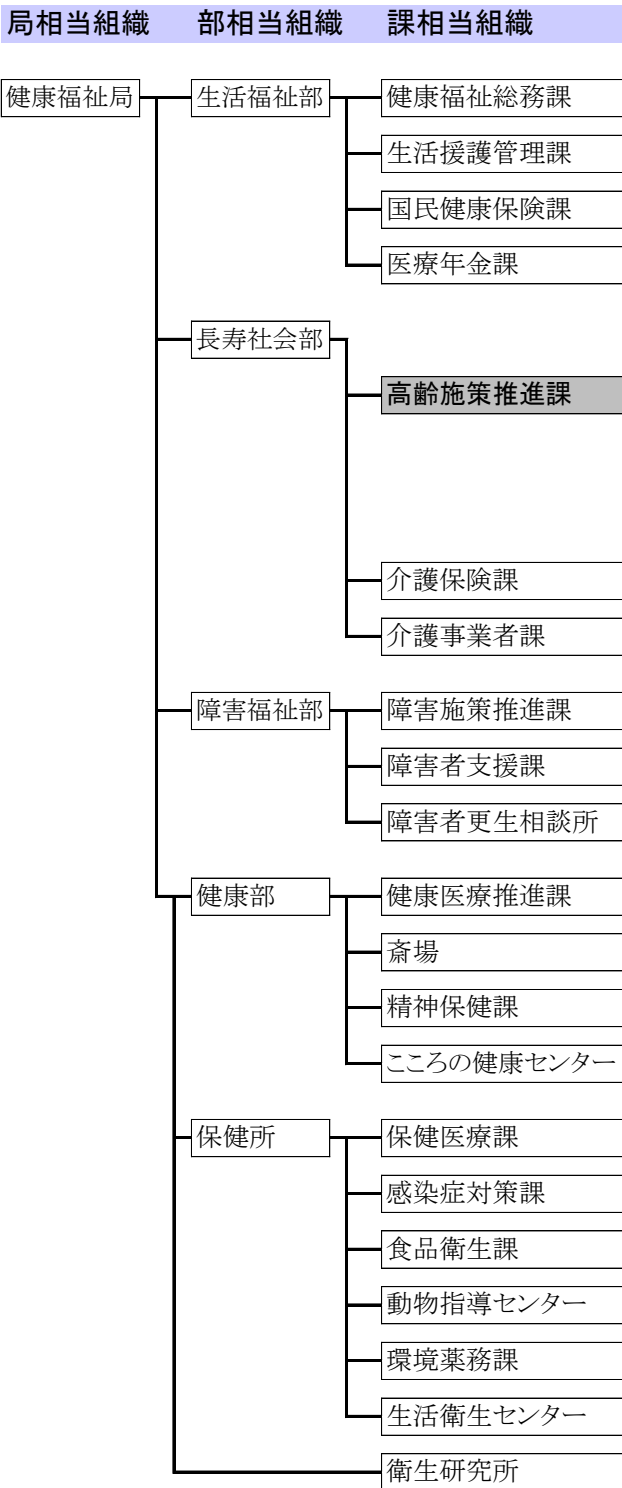 局相当組織 部相当組織 課相当組織
健康福祉局 生活福祉部 健康福祉総務課
生活援護管理課
国民健康保険課
医療年金課
長寿社会部
高齢施策推進課
介護保険課
介護事業者課
障害福祉部 障害施策推進課
障害者支援課
障害者更生相談所
健康部 健康医療推進課
斎場
精神保健課
こころの健康センター
保健所 保健医療課
感染症対策課
食品衛生課
動物指導センター
環境薬務課
生活衛生センター
衛生研究所